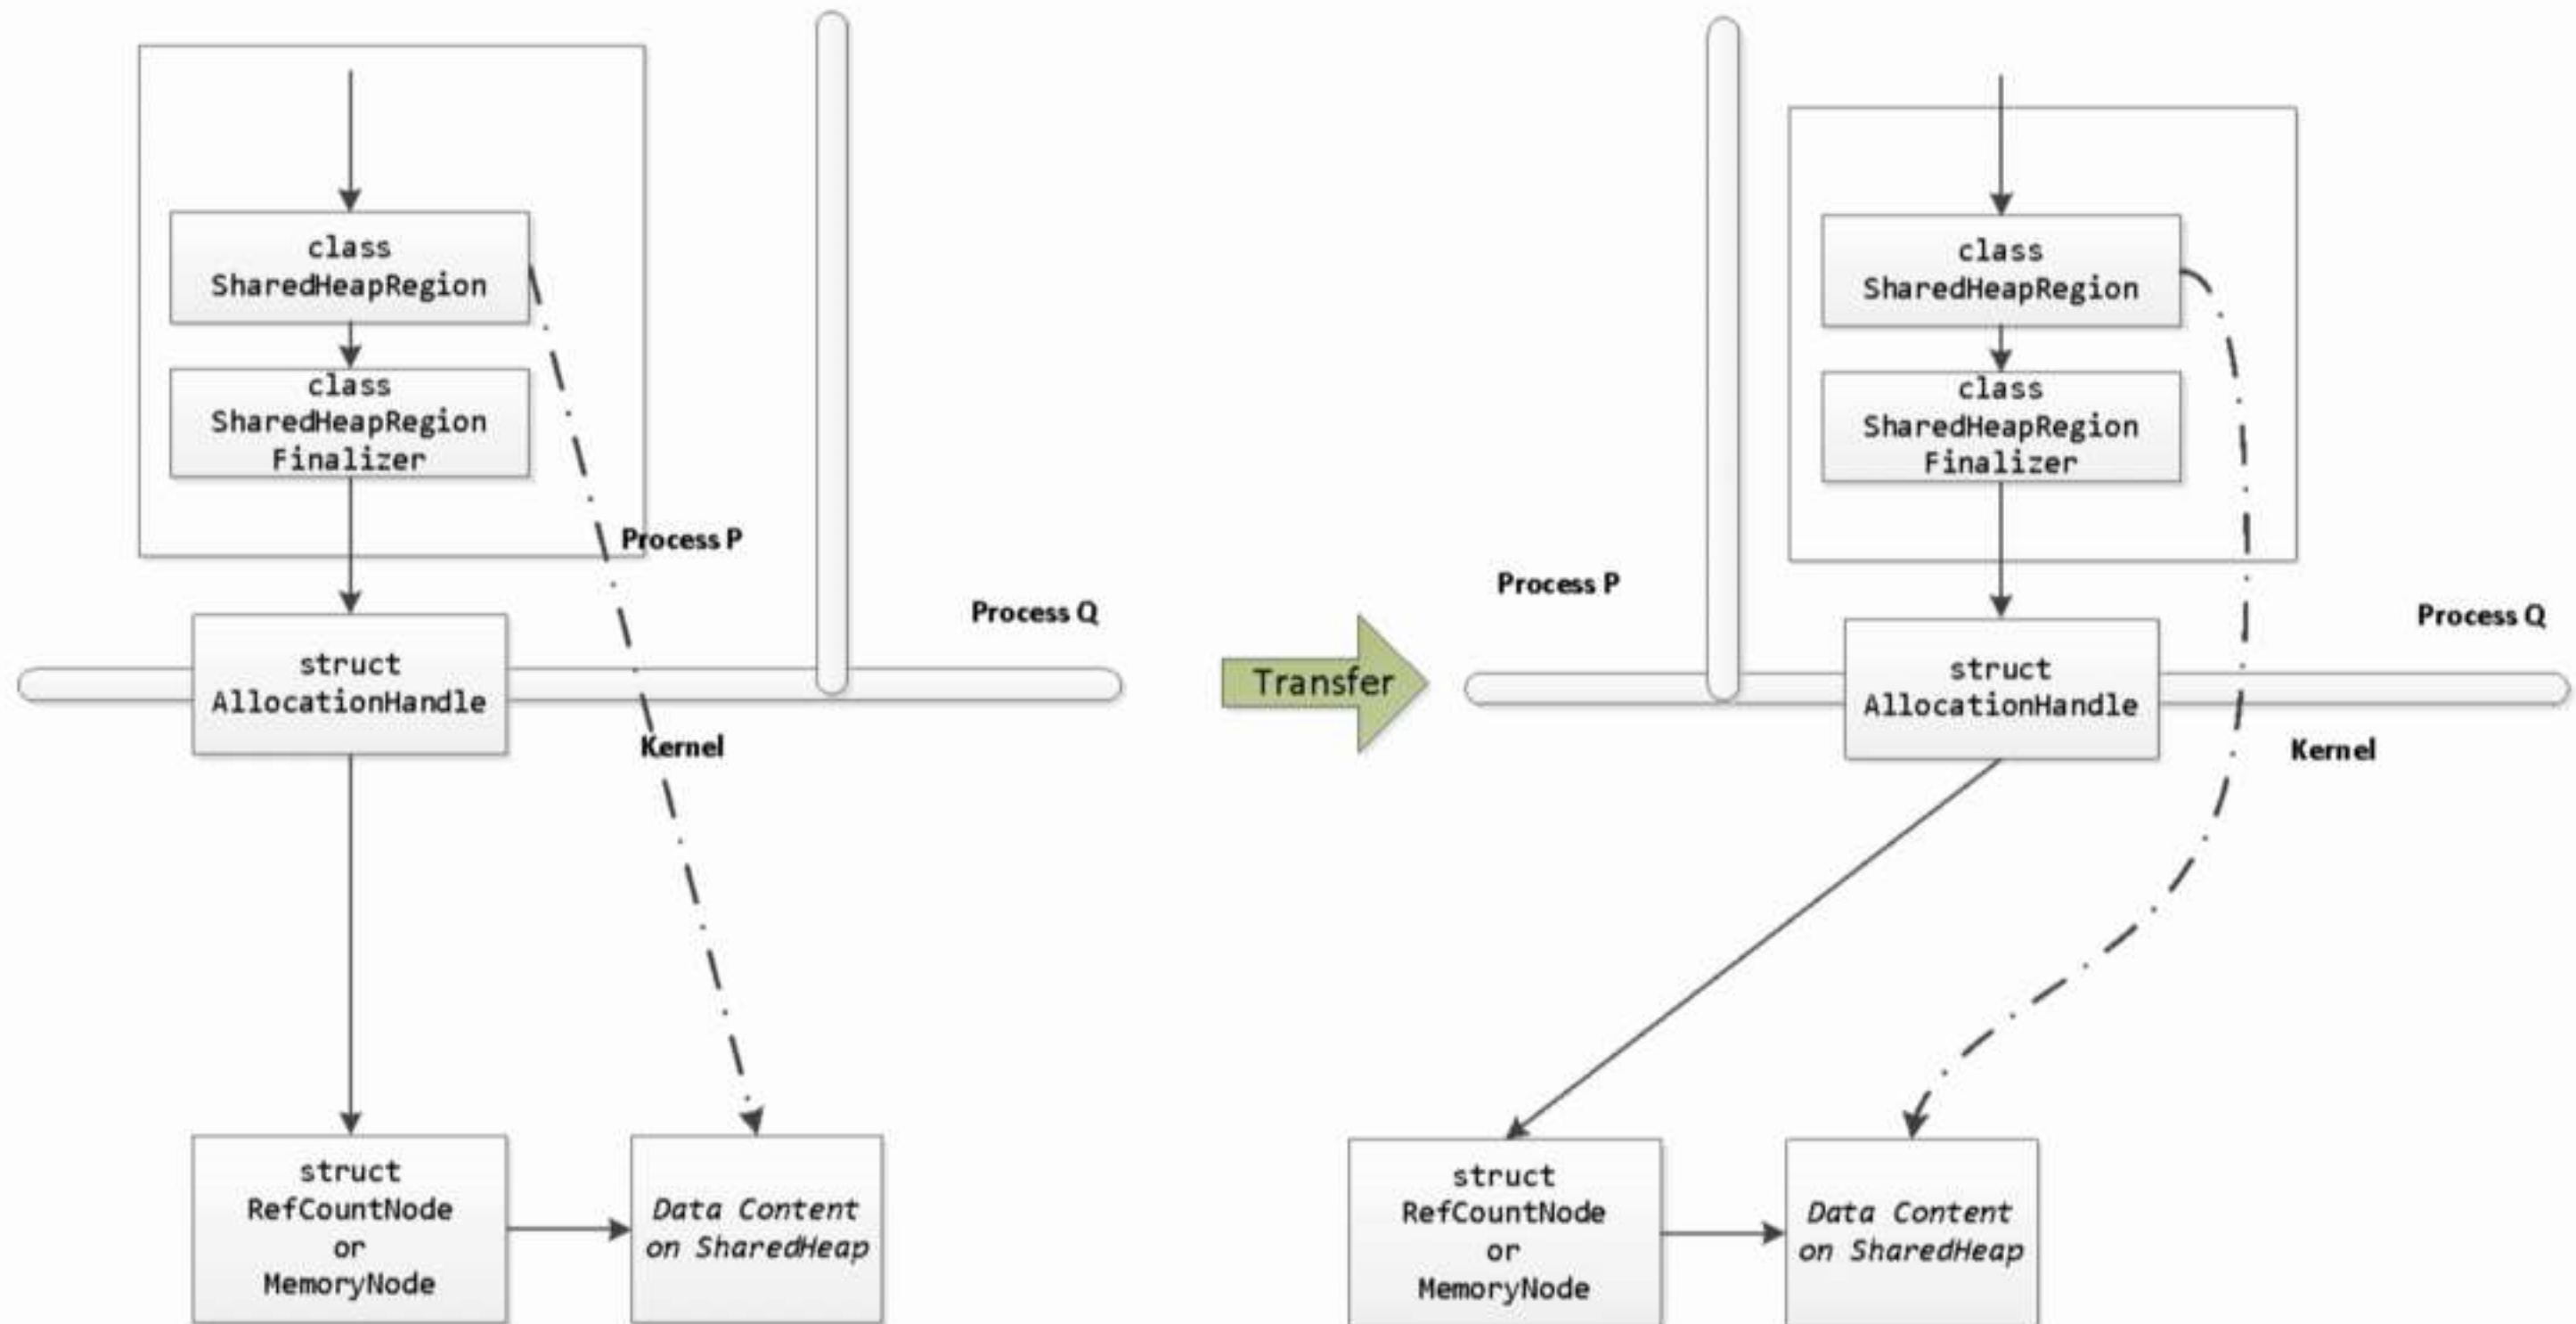 class
SharedHeapRegion
class
SharedHeapRegion
Finalizer
Process P
Process Q
struct
AllocationHandle
Kernel
struct
RefCountNode
or
MemoryNode
Data Content
on SharedHeap
Transfer
class
SharedHeapRegion
class
SharedHeapRegion
Finalizer
Process P
Process Q
struct
AllocationHandle
Kernel
struct
RefCountNode
or
MemoryNode
Data Content
on SharedHeap